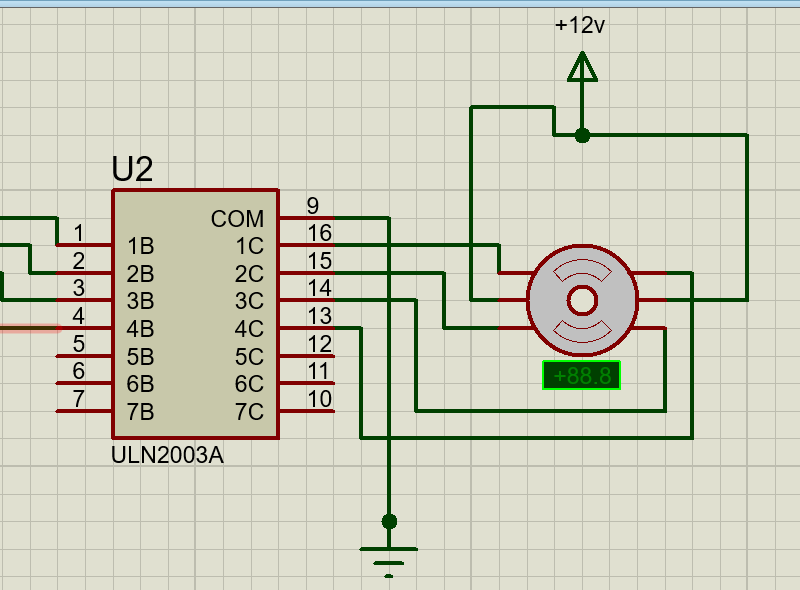 +12v
U2
9
COM
1 1B 1C 16
2 2B 2C 15
3 3B 3C 14
4 4B 4C 13
5 5B 5C 12
6 6B 6C 11
7 7B 7C 10
ULN2003A
+88.8